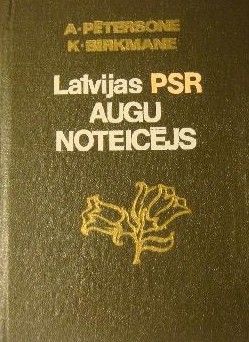 A. PĒTERSONE
K. BIRKMANE
Latvijas PSR
AUGU
NOTEICĒJS